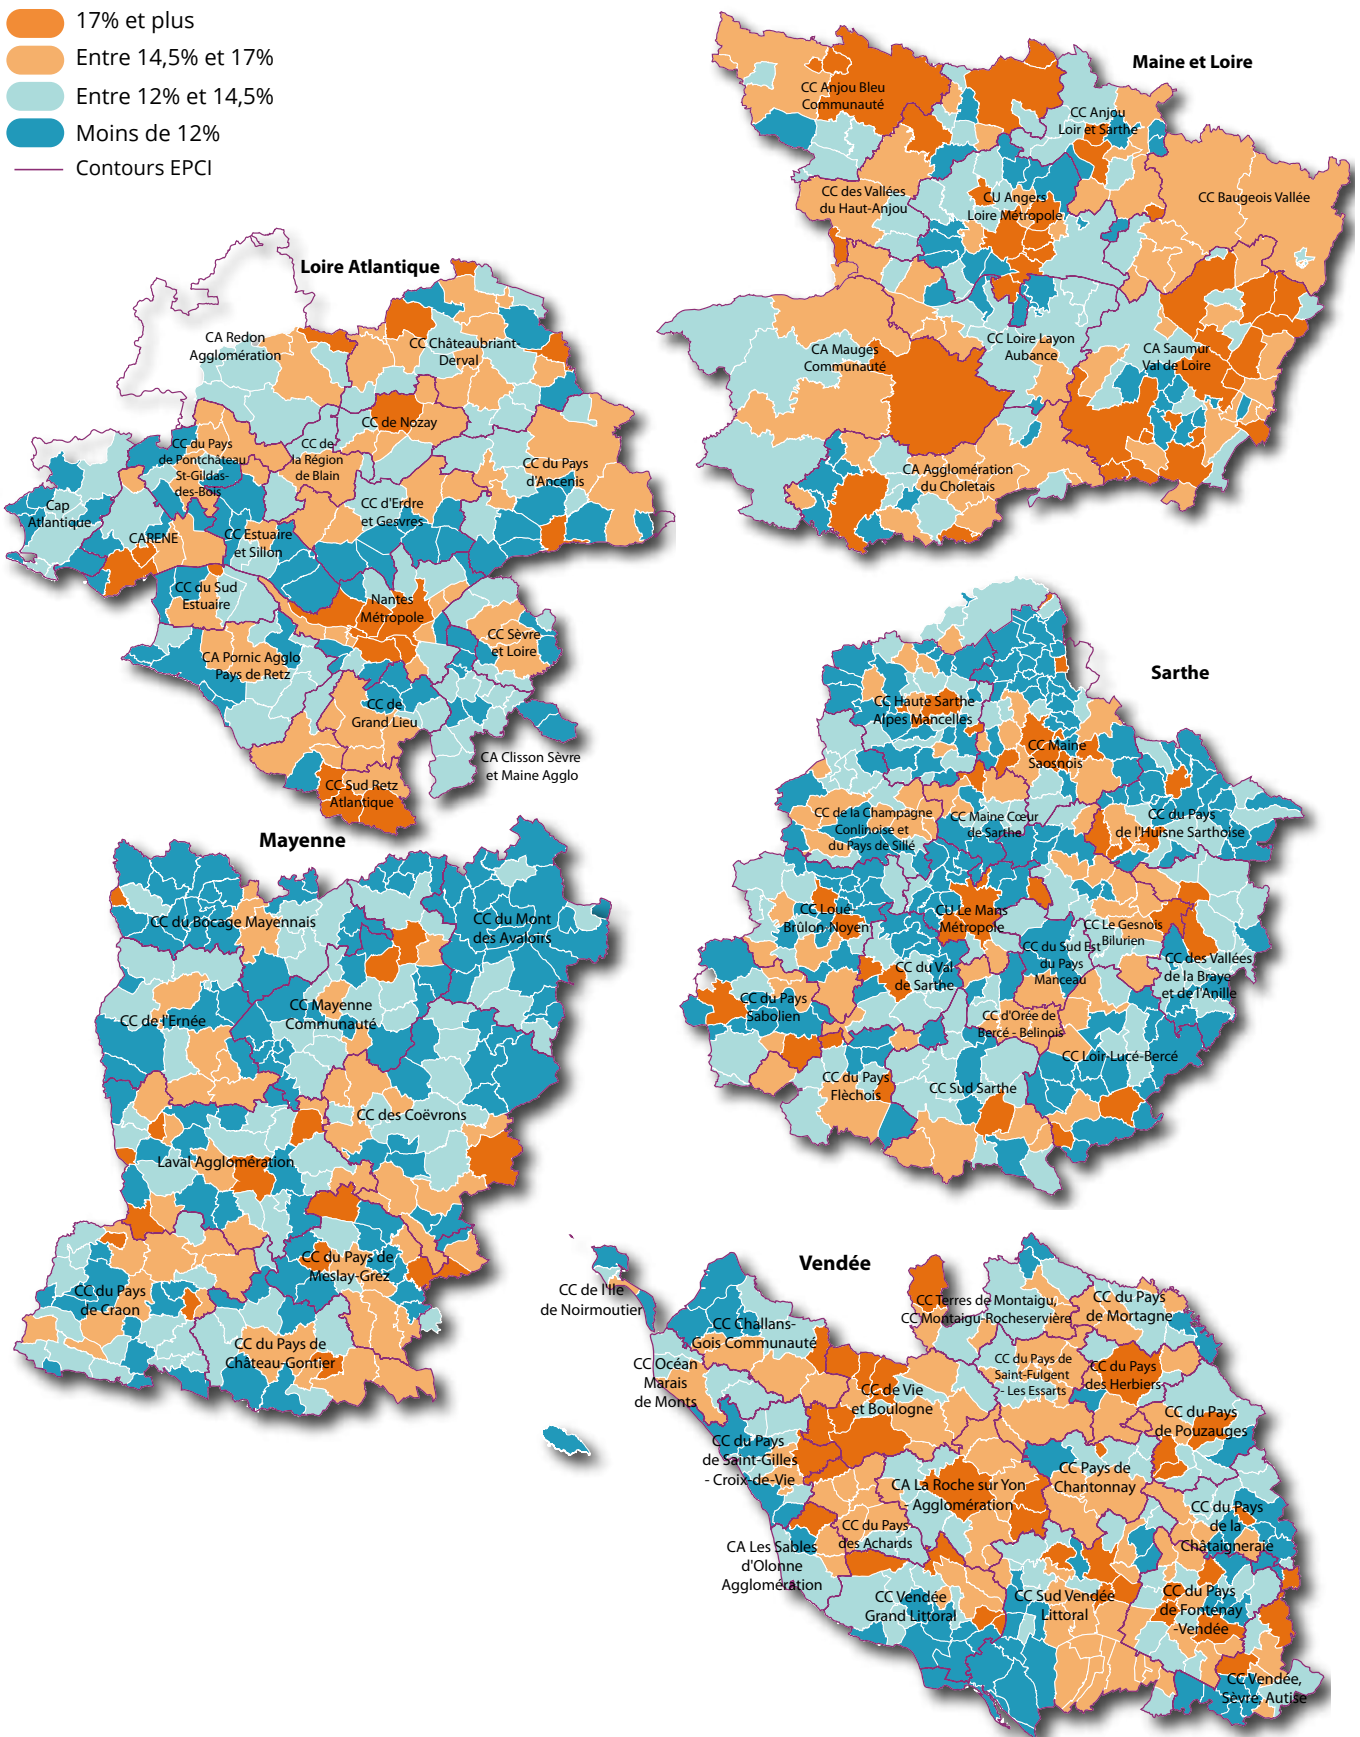 17% et plus
Entre 14,5% et 17%
Entre 12% et 14,5%
Moins de 12%
Contours EPCI
Maine et Loire
CC Anjou Bleu
Communauté
CC Anjou
Loir et Sarthe
CC des Vallées
du Haut-Anjou
CU Angers
Loire Métropole
CC Baugeois Vallée
CA Mauges
Communauté
CC Loire Layon
Aubance
CA Saumur
Val de Loire
CA Agglomération
du Choletais
Loire Atlantique
CA Redon
Agglomération
CC Châteaubriant-
Derval
CC de Nozay
CC du Pays
de Pontchâteau
St-Gildas-
des-Bois
CC de
la Région
de Blain
CC du Pays
d'Ancenis
Cap
Atlantique
CC d'Erdre
et Gesvres
CARENE
CC Estuaire
et Sillon
CC du Sud
Estuaire
Nantes
Métropole
CC Sèvre
et Loire
CA Pornic Agglo
Pays de Retz
CC de
Grand Lieu
CA Clisson Sèvre
et Maine Agglo
CC Sud Retz
Atlantique
Sarthe
CC Haute Sarthe
Alpes Mancelles
CC Maine
Saosnois
CC de la Champagne
Conlinoise et
du Pays de Sillé
CC Maine Cœur
de Sarthe
CC du Pays
de l'Huisne Sarthoise
CC Loué
Brûlon-Noyen
CU Le Mans
Métropole
CC Le Gesnois
Bilurien
CC du Sud Est
du Pays
Manceau
CC des Vallées
de la Braye
et de l'Anille
CC du Val
de Sarthe
CC du Pays
Sabolien
CC d'Orée de
Bercé - Belinois
CC Loir-Lucé-Bercé
CC du Pays
Flèchois
CC Sud Sarthe
Mayenne
CC du Bocage Mayennais
CC du Mont
des Avaloirs
CC Mayenne
Communauté
CC de l'Ernée
CC des Coëvrons
Laval Agglomération
CC du Pays de
Meslay-Grez
CC du Pays
de Craon
CC du Pays de
Château-Gontier
Vendée
CC de l'Ile
de Noirmoutier
CC Challans-
Gois Communauté
CC Terres de Montaigu,
CC Montaigu-Rocheservière
CC du Pays
de Mortagne
CC Océan
Marais
de Monts
CC du Pays de
Saint-Fulgent
- Les Essarts
CC du Pays
des Herbiers
CC de Vie
et Boulogne
CC du Pays
de Pouzauges
CC du Pays
de Saint-Gilles
- Croix-de-Vie
CA La Roche sur Yon
- Agglomération
CC Pays de
Chantonnay
CC du Pays
de la
Châtaigneraie
CC du Pays
des Achards
CA Les Sables
d'Olonne
Agglomération
CC Vendée
Grand Littoral
CC Sud Vendée
Littoral
CC du Pays
de Fontenay
-Vendée
CC Vendée,
Sèvre, Autise